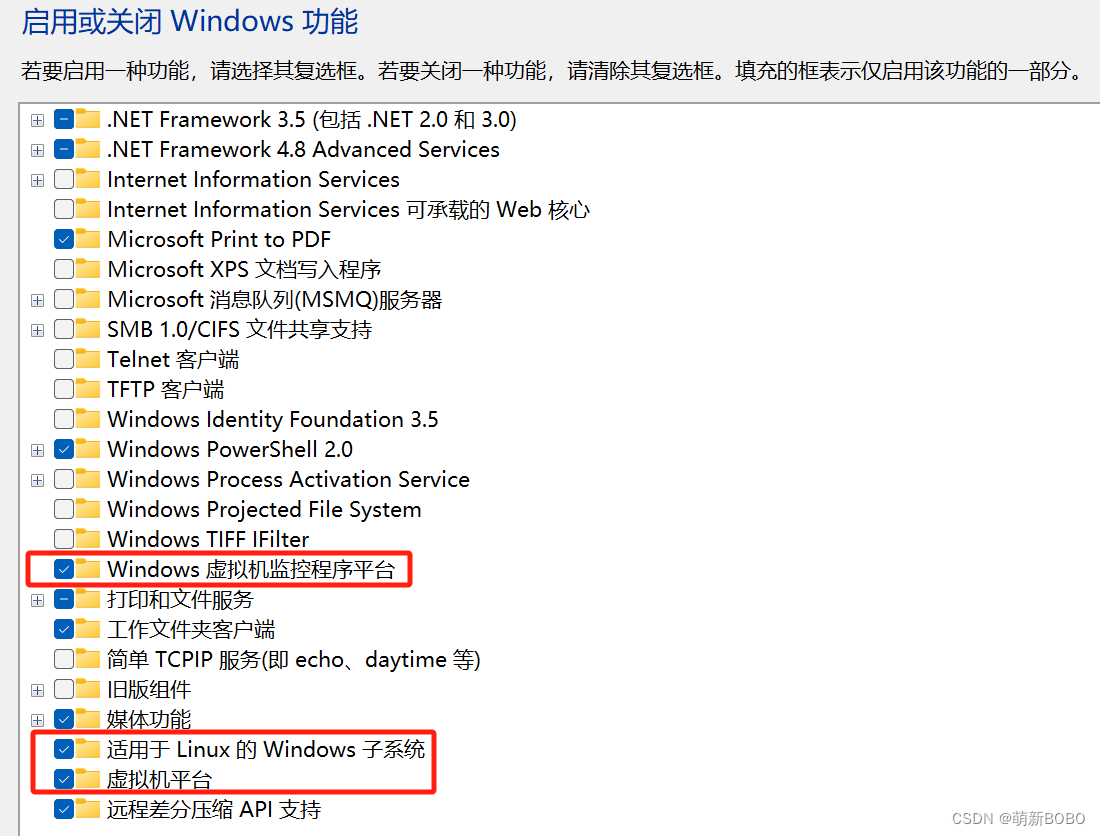 启用或关闭 Windows 功能
若要启用一种功能，请选择其复选框。若要关闭一种功能，请清除其复选框。填充的框表示仅启用该功能的一部分。
.NET Framework 3.5 (包括 .NET 2.0 和 3.0)
.NET Framework 4.8 Advanced Services
Internet Information Services
Internet Information Services 可承载的 Web 核心
Microsoft Print to PDF
Microsoft XPS 文档写入程序
Microsoft 消息队列(MSMQ)服务器
SMB 1.0/CIFS 文件共享支持
Telnet 客户端
TFTP 客户端
Windows Identity Foundation 3.5
Windows PowerShell 2.0
Windows Process Activation Service
Windows Projected File System
Windows TIFF IFilter
Windows 虚拟机监控程序平台
打印和文件服务
工作文件夹客户端
简单 TCPIP 服务(即 echo、daytime 等)
旧版组件
媒体功能
适用于 Linux 的 Windows 子系统
虚拟机平台
远程差分压缩 API 支持
CSDN @萌新BOBO